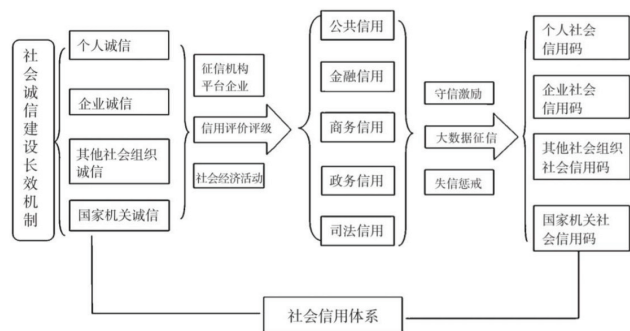 社会诚信建设长效机制
个人诚信
企业诚信
其他社会组织
诚信
国家机关诚信
征信机构
平台企业
信用评价评级
社会经济活动
公共信用
金融信用
商务信用
政务信用
司法信用
守信激励
大数据征信
失信惩戒
个人社会
信用码
企业社会
信用码
其他社会组织
社会信用码
国家机关社
会信用码
社会信用体系